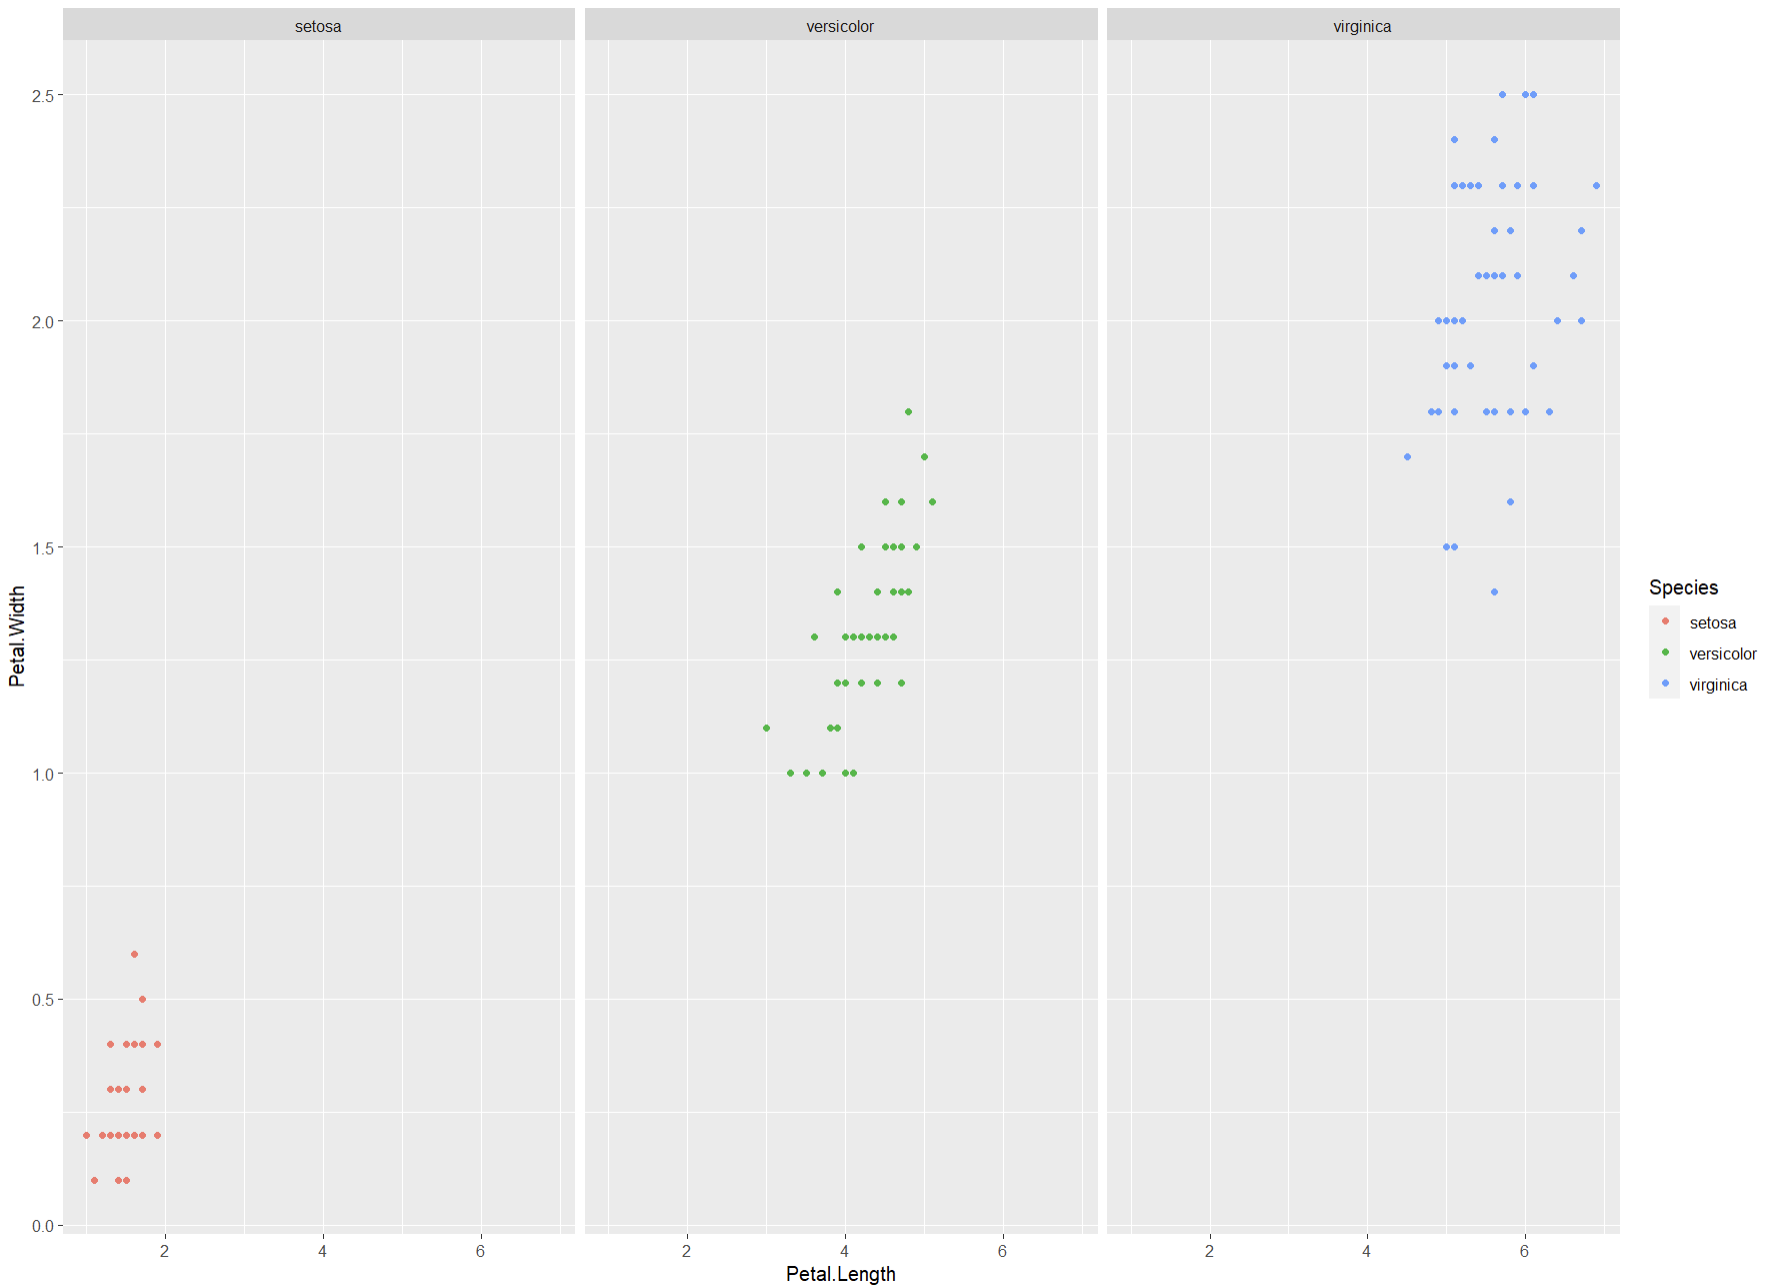 setosa
versicolor
virginica
2.5
2.0
1.5
1.0
0.5
0.0
Petal.Width
2 4 6
2 4 6
2 4 6
Petal.Length
Species
setosa
versicolor
virginica